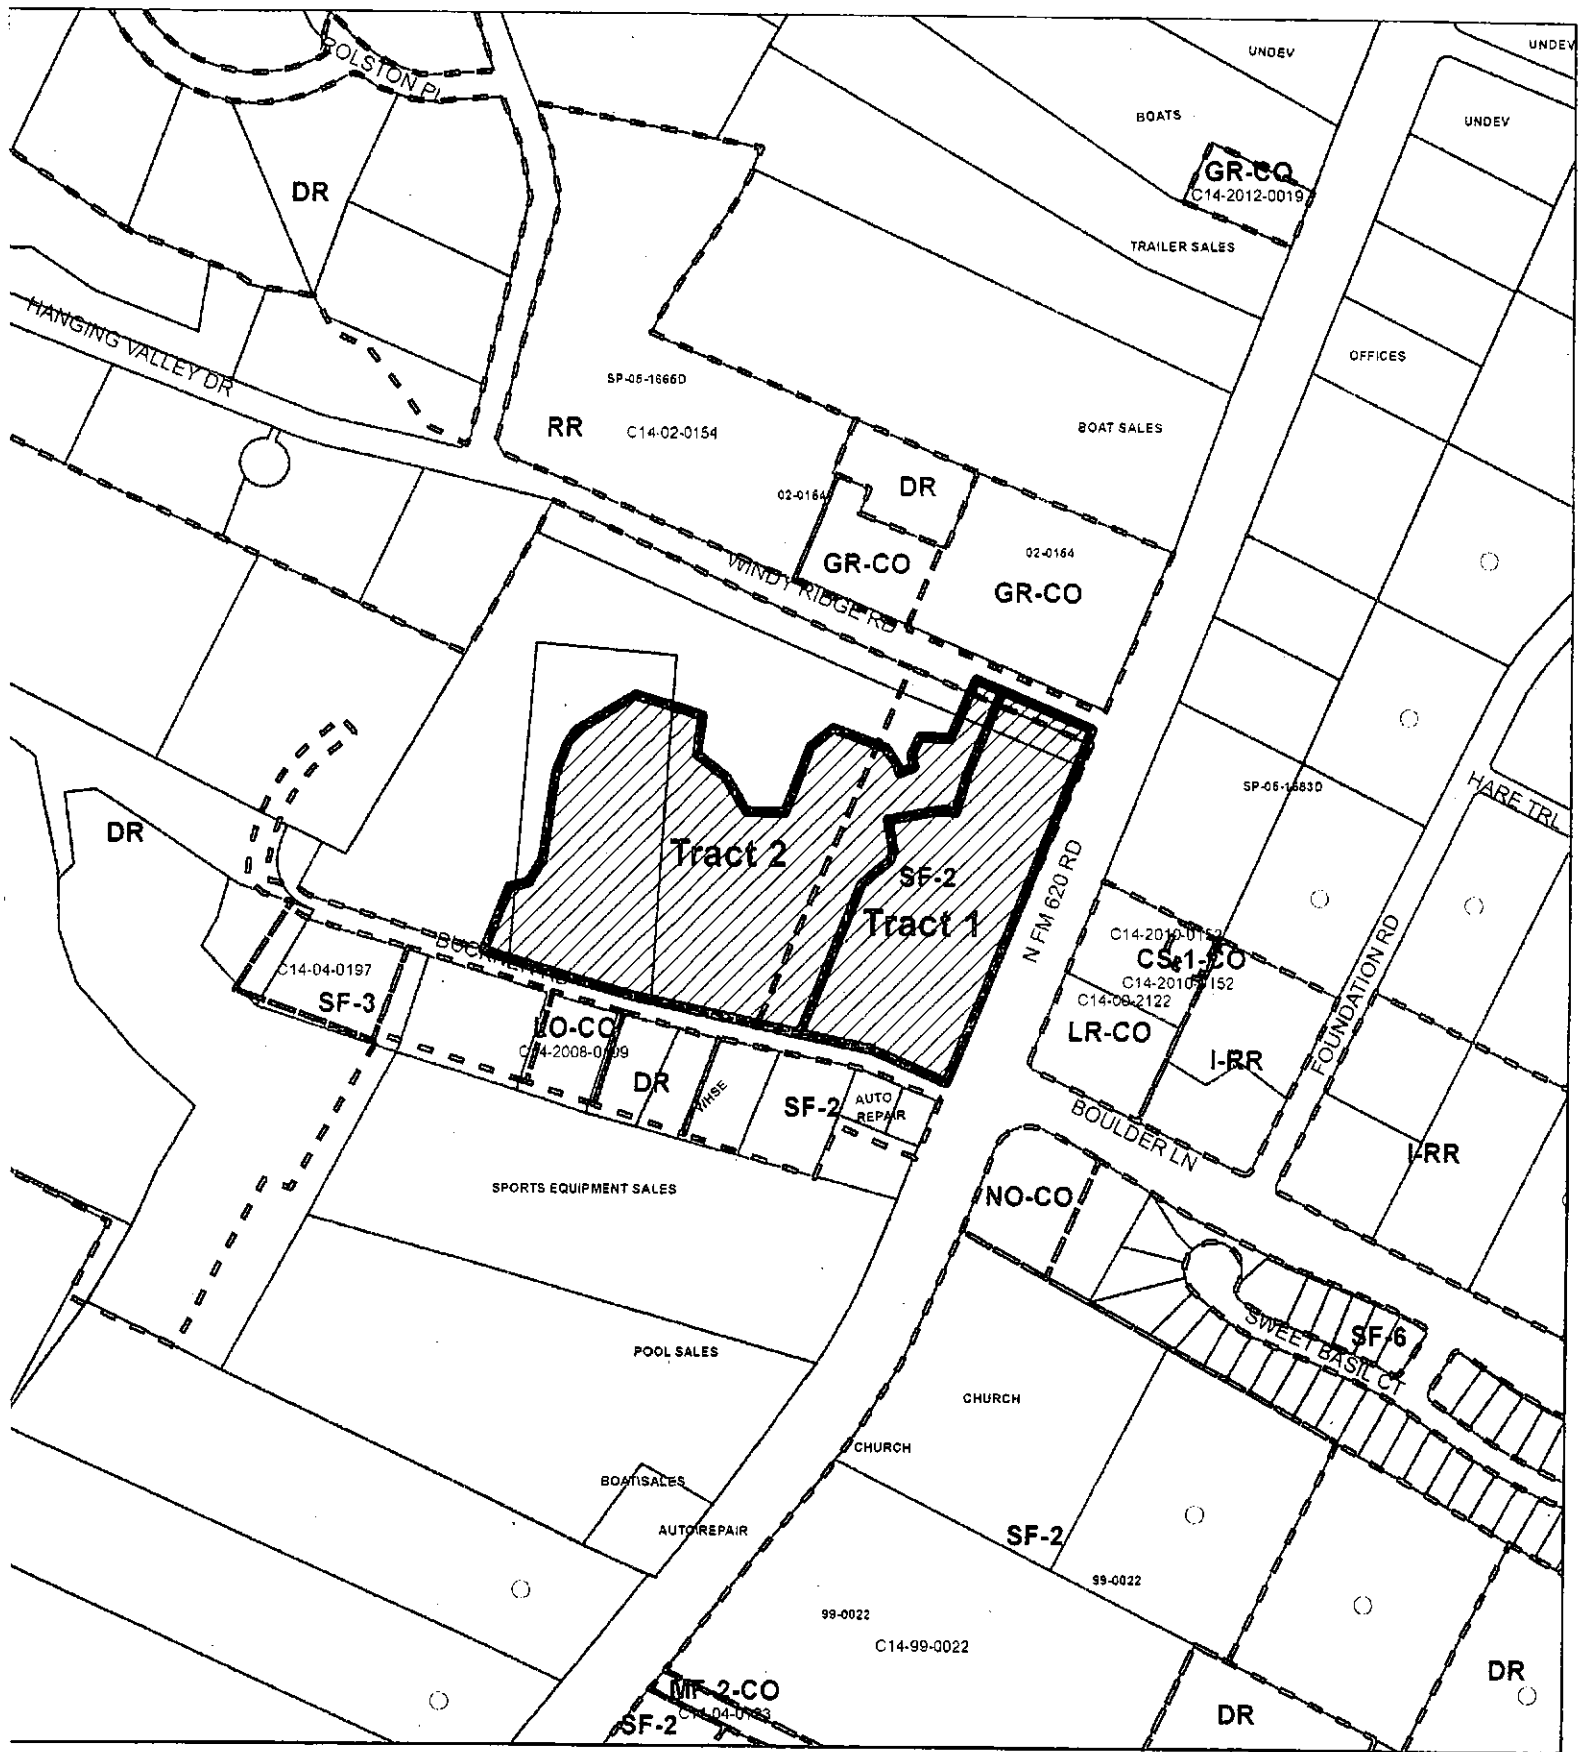 UNDEV
UNDEV
ROLSTON PL
BOATS
UNDEV
GR-CO
C14-2012-0019
DR
TRAILER SALES
HANGING VALLEY DR
OFFICES
SP-05-1666D
RR
C14-02-0154
BOAT SALES
DR
02-0164
GR-CO
02-0164
GR-CO
WINDY RIDGE RD
SP-05-1683D
HARE TRL
DR
Tract 2
SF-2
Tract 1
N FM 620 RD
C14-04-0197
SF-3
C14-2010-0152
CS-1-CO
C14-2010-0152
C14-00-2122
LR-CO
FOUNDATION RD
LO-CO
I-RR
DR
WHSE
SF-2
AUTO
REPAIR
BOULDER LN
I-RR
SPORTS EQUIPMENT SALES
NO-CO
SWEET BASIL CT
SF-6
POOL SALES
CHURCH
CHURCH
BOAT SALES
AUTO REPAIR
SF-2
99-0022
99-0022
C14-99-0022
DR
MF-2-CO
SF-2
DR